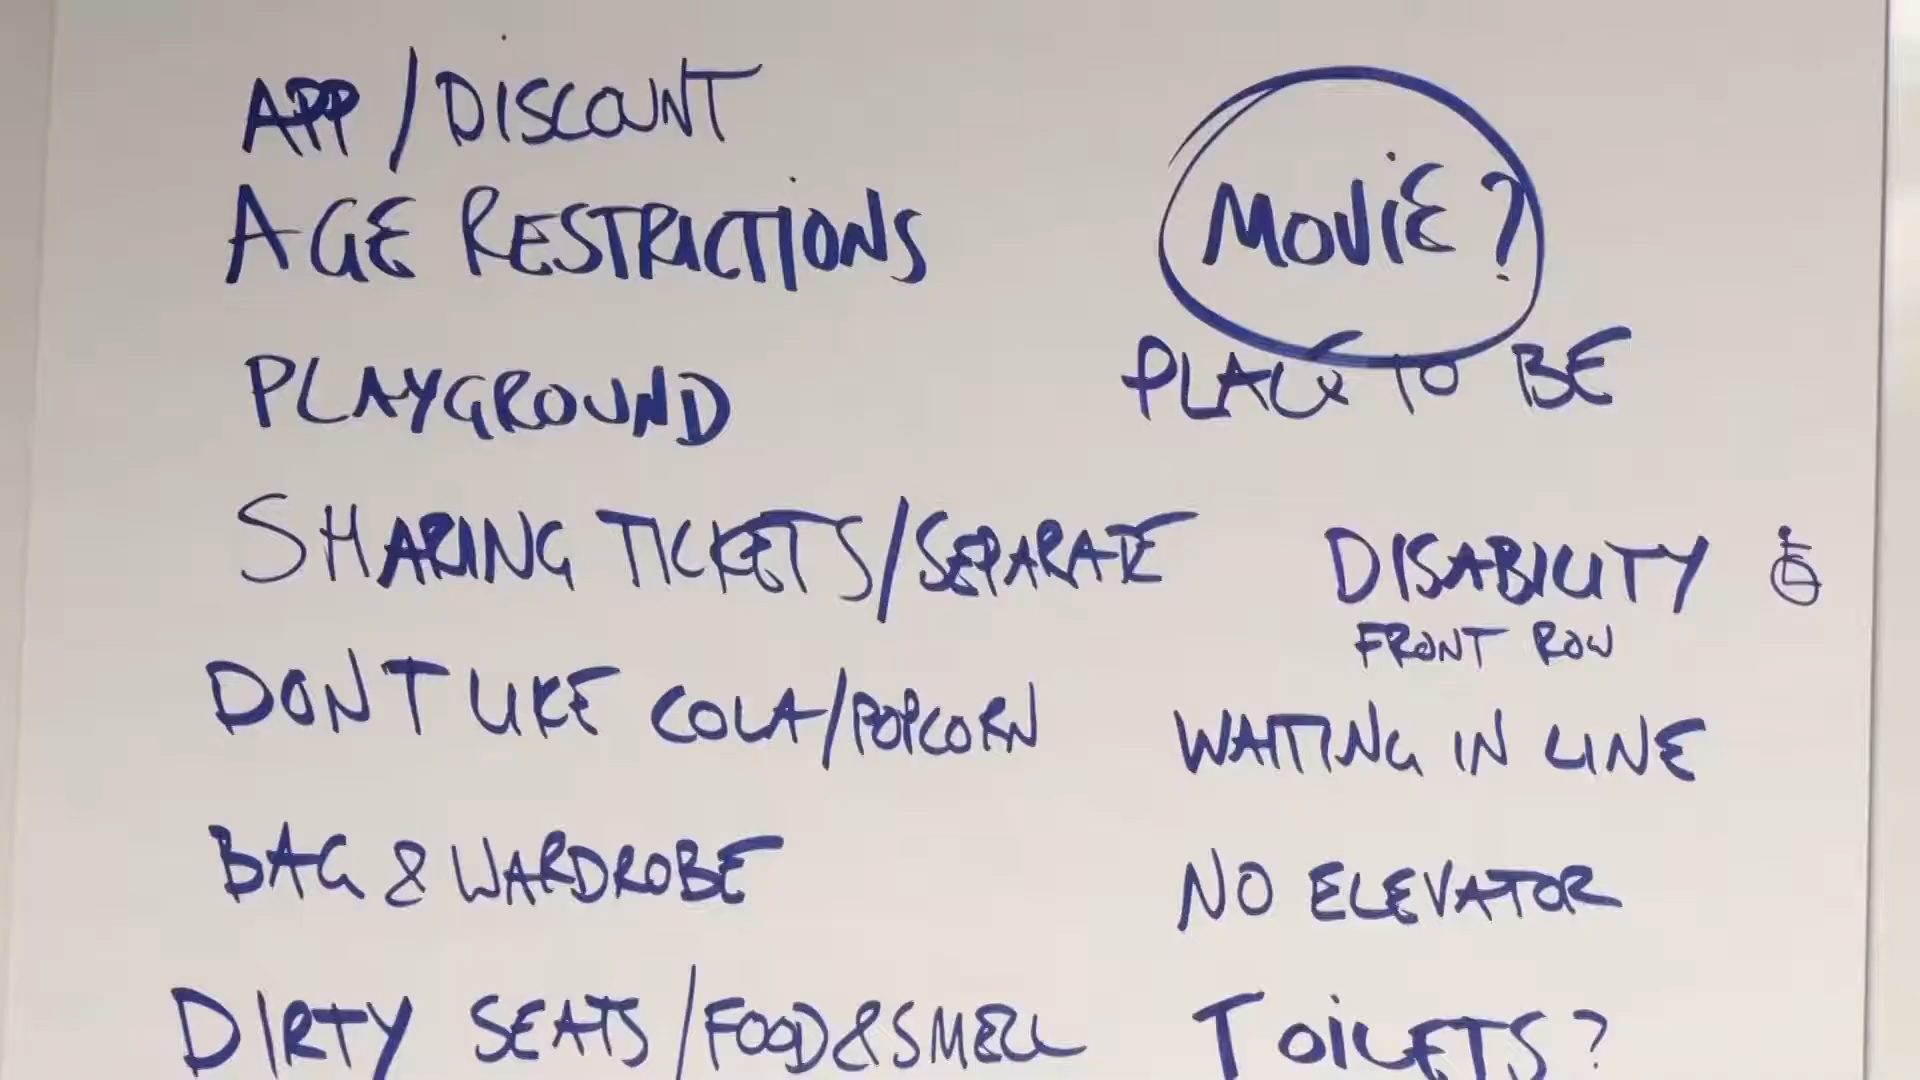 APP / DISCOUNT
AGE RESTRICTIONS
PLAYGROUND
SHARING TICKETS/SEPARATE
DONT LIKE COLA/POPCORN
BAG & WARDROBE
DIRTY SEATS/FOOD&SMELL
MOVIE?
PLACE TO BE
DISABILITY
FRONT ROW
WAITING IN LINE
NO ELEVATOR
TOILETS?